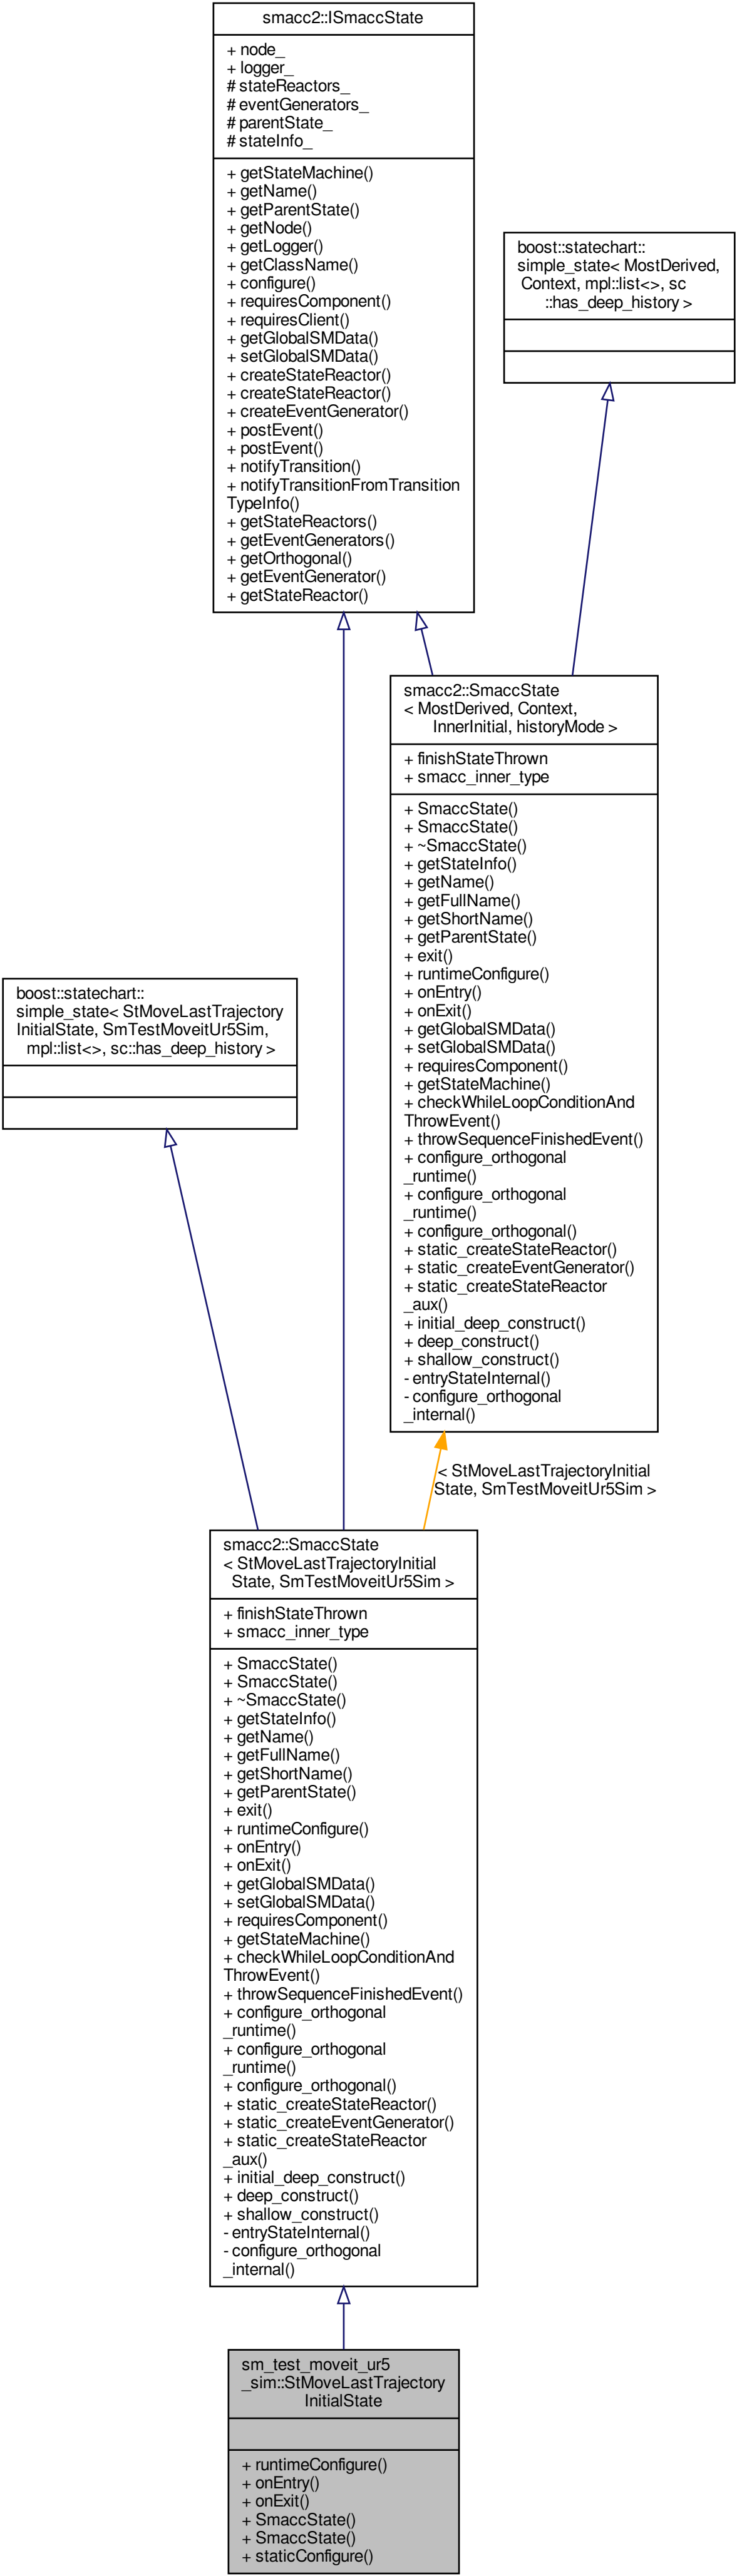 smacc2::ISmaccState
+ node_
+ logger_
# stateReactors_
# eventGenerators_
# parentState_
# stateInfo_
+ getStateMachine()
+ getName()
+ getParentState()
+ getNode()
+ getLogger()
+ getClassName()
+ configure()
+ requiresComponent()
+ requiresClient()
+ getGlobalSMData()
+ setGlobalSMData()
+ createStateReactor()
+ createStateReactor()
+ createEventGenerator()
+ postEvent()
+ postEvent()
+ notifyTransition()
+ notifyTransitionFromTransition
TypeInfo()
+ getStateReactors()
+ getEventGenerators()
+ getOrthogonal()
+ getEventGenerator()
+ getStateReactor()
boost::statechart::
simple_state< MostDerived,
Context, mpl::list<>, sc
::has_deep_history >
smacc2::SmaccState
< MostDerived, Context,
InnerInitial, historyMode >
+ finishStateThrown
+ smacc_inner_type
+ SmaccState()
+ SmaccState()
+ ~SmaccState()
+ getStateInfo()
+ getName()
+ getFullName()
+ getShortName()
+ getParentState()
+ exit()
+ runtimeConfigure()
+ onEntry()
+ onExit()
+ getGlobalSMData()
+ setGlobalSMData()
+ requiresComponent()
+ getStateMachine()
+ checkWhileLoopConditionAnd
ThrowEvent()
+ throwSequenceFinishedEvent()
+ configure_orthogonal
_runtime()
+ configure_orthogonal
_runtime()
+ configure_orthogonal()
+ static_createStateReactor()
+ static_createEventGenerator()
+ static_createStateReactor
_aux()
+ initial_deep_construct()
+ deep_construct()
+ shallow_construct()
- entryStateInternal()
- configure_orthogonal
_internal()
boost::statechart::
simple_state< StMoveLastTrajectory
InitialState, SmTestMoveitUr5Sim,
mpl::list<>, sc::has_deep_history >
< StMoveLastTrajectoryInitial
State, SmTestMoveitUr5Sim >
smacc2::SmaccState
< StMoveLastTrajectoryInitial
State, SmTestMoveitUr5Sim >
+ finishStateThrown
+ smacc_inner_type
+ SmaccState()
+ SmaccState()
+ ~SmaccState()
+ getStateInfo()
+ getName()
+ getFullName()
+ getShortName()
+ getParentState()
+ exit()
+ runtimeConfigure()
+ onEntry()
+ onExit()
+ getGlobalSMData()
+ setGlobalSMData()
+ requiresComponent()
+ getStateMachine()
+ checkWhileLoopConditionAnd
ThrowEvent()
+ throwSequenceFinishedEvent()
+ configure_orthogonal
_runtime()
+ configure_orthogonal
_runtime()
+ configure_orthogonal()
+ static_createStateReactor()
+ static_createEventGenerator()
+ static_createStateReactor
_aux()
+ initial_deep_construct()
+ deep_construct()
+ shallow_construct()
- entryStateInternal()
- configure_orthogonal
_internal()
sm_test_moveit_ur5
_sim::StMoveLastTrajectory
InitialState
+ runtimeConfigure()
+ onEntry()
+ onExit()
+ SmaccState()
+ SmaccState()
+ staticConfigure()